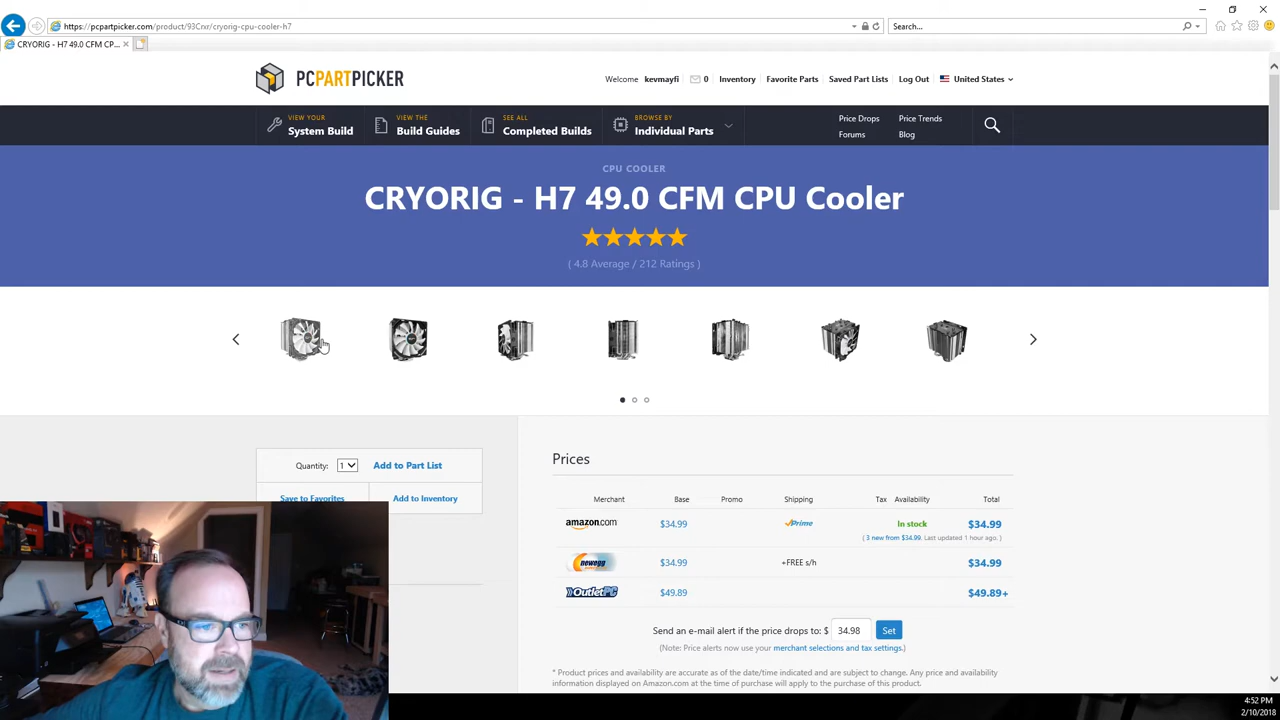 https://pcpartpicker.com/product/93Cnxr/cryorig-cpu-cooler-h7
Search...
CRYORIG - H7 49.0 CFM CP...
PCPARTPICKER
Welcome kevmayfi 0 Inventory Favorite Parts Saved Part Lists Log Out United States
VIEW YOUR
System Build
VIEW THE
Build Guides
SEE ALL
Completed Builds
BROWSE BY
Individual Parts
Price Drops
Price Trends
Forums
Blog
CPU COOLER
CRYORIG - H7 49.0 CFM CPU Cooler
( 4.8 Average / 212 Ratings )
Quantity: 1 Add to Part List
Save to Favorites Add to Inventory
Prices
Merchant Base Promo Shipping Tax Availability Total
amazon.com $34.99 Prime In stock $34.99
( 3 new from $34.99. Last updated 1 hour ago. )
newegg $34.99 +FREE s/h $34.99
OutletPC $49.89 $49.89+
Send an e-mail alert if the price drops to: $ 34.98 Set
(Note: Price alerts now use your merchant selections and tax settings.)
* Product prices and availability are accurate as of the date/time indicated and are subject to change. Any price and availability
information displayed on Amazon.com at the time of purchase will apply to the purchase of this product.
4:52 PM
2/10/2018